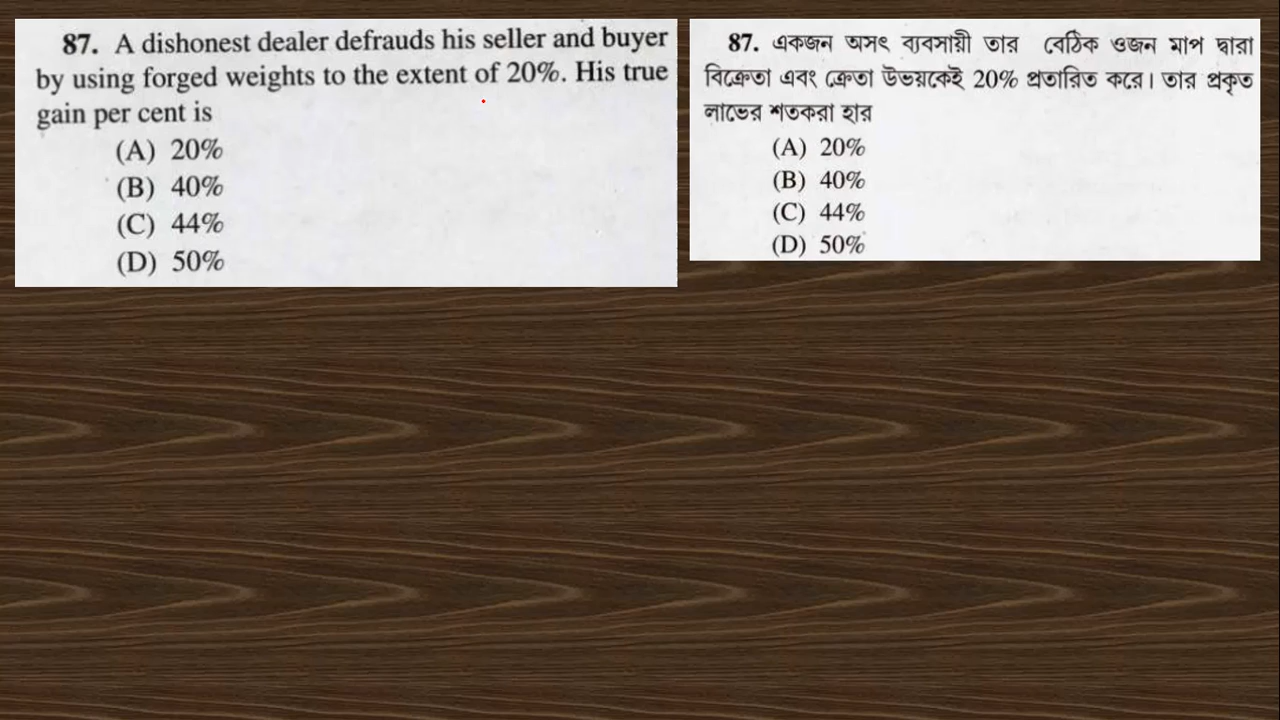 87. A dishonest dealer defrauds his seller and buyer
by using forged weights to the extent of 20%. His true
gain per cent is
(A) 20%
(B) 40%
(C) 44%
(D) 50%
87. একজন অসৎ ব্যবসায়ী তার বেঠিক ওজন মাপ দ্বারা
বিক্রেতা এবং ক্রেতা উভয়কেই 20% প্রতারিত করে। তার প্রকৃত
লাভের শতকরা হার
(A) 20%
(B) 40%
(C) 44%
(D) 50%